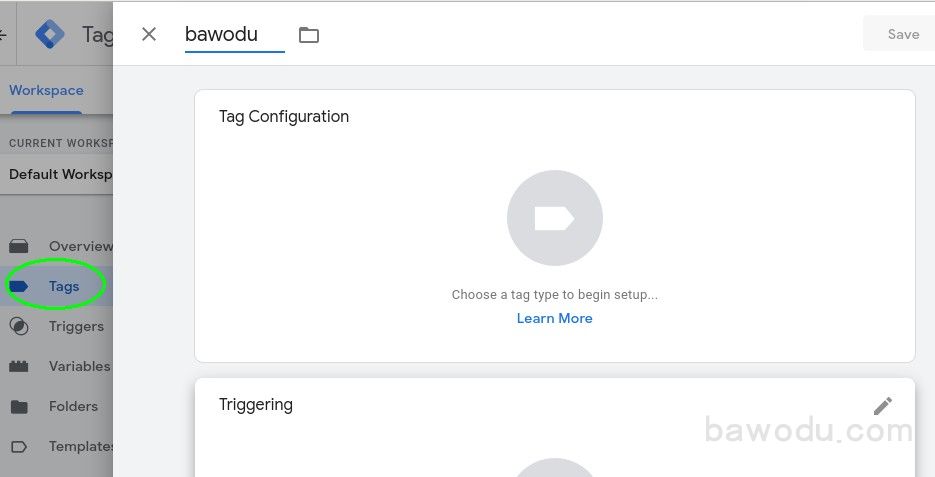 Tag
bawodu
Save
Workspace
CURRENT WORKSP
Default Worksp
Overview
Tags
Triggers
Variables
Folders
Templates
Tag Configuration
Choose a tag type to begin setup...
Learn More
Triggering
bawodu.com